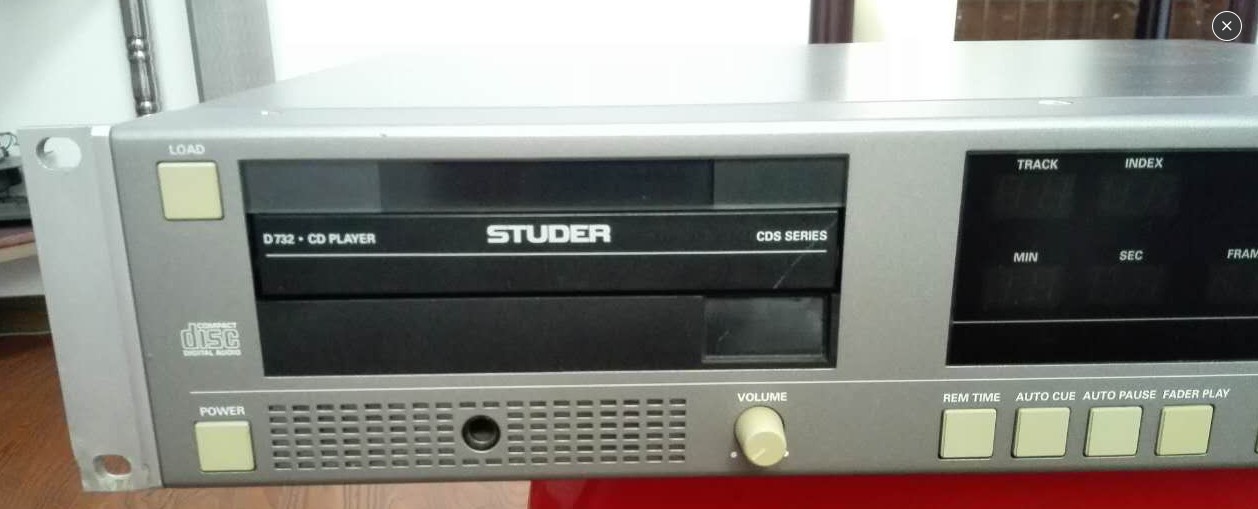 LOAD
D732 • CD PLAYER
STUDER
CDS SERIES
COMPACT
disc
DIGITAL AUDIO
TRACK
INDEX
MIN
SEC
FRAM
POWER
VOLUME
REM TIME
AUTO CUE
AUTO PAUSE
FADER PLAY